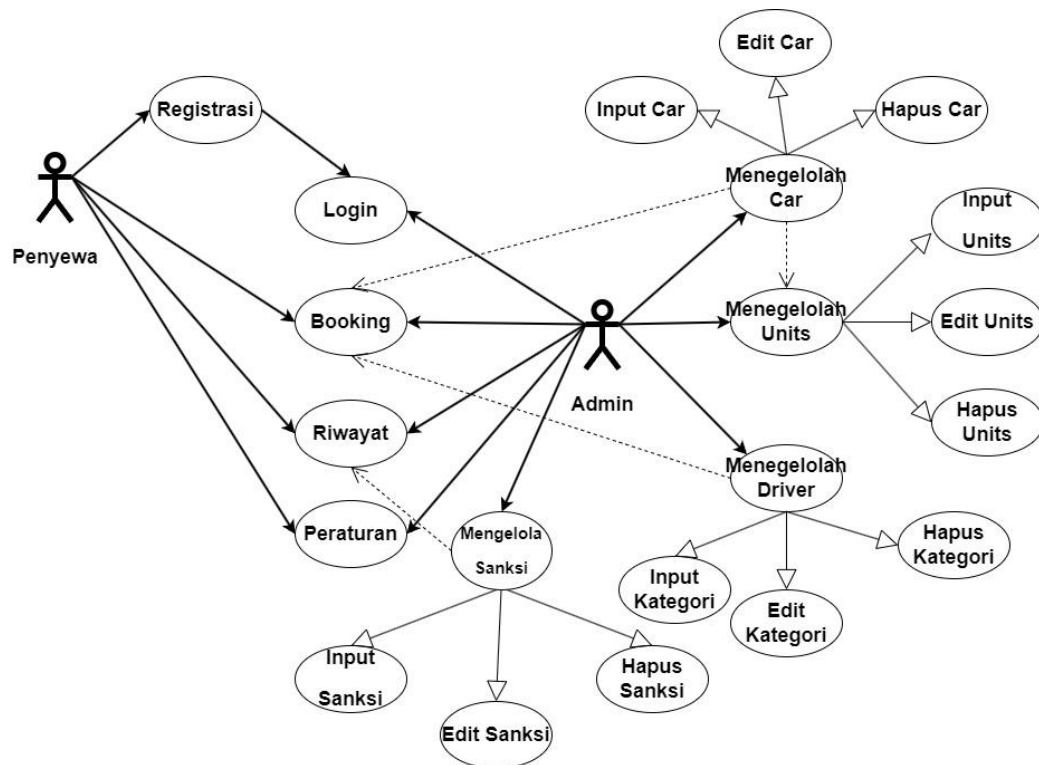 Edit Car
Input Car
Hapus Car
Registrasi
Menegelolah
Car
Login
Input
Units
Penyewa
Booking
Menegelolah
Units
Edit Units
Admin
Riwayat
Hapus
Units
Menegelolah
Driver
Peraturan
Mengelola
Sanksi
Hapus
Kategori
Input
Kategori
Edit
Kategori
Input
Sanksi
Hapus
Sanksi
Edit Sanksi